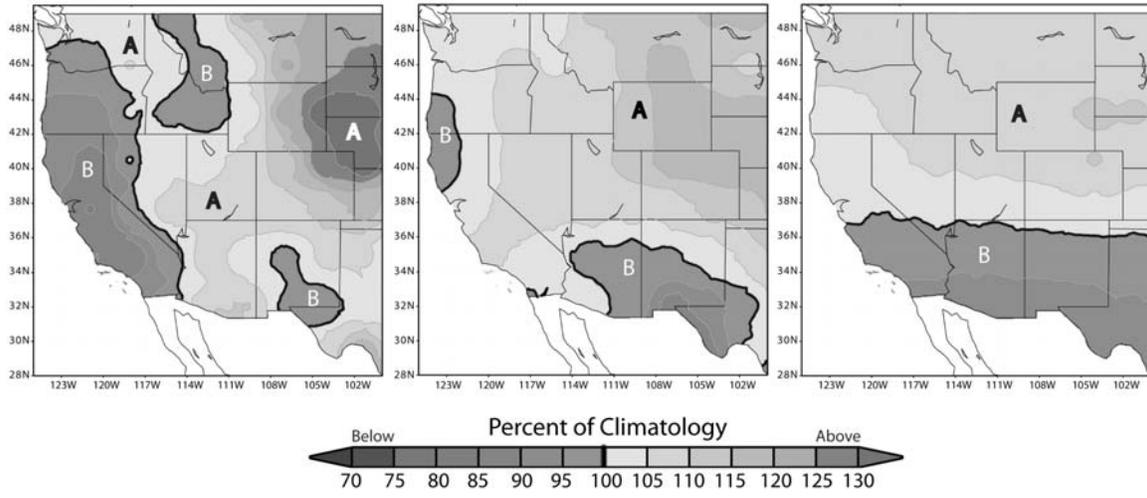 48N
46N
44N
42N
40N
38N
36N
34N
32N
30N
28N
A
B
A
B
A
B
123W 120W 117W 114W 111W 108W 105W 102W
48N
46N
44N
42N
40N
38N
36N
34N
32N
30N
28N
A
B
B
123W 120W 117W 114W 111W 108W 105W 102W
48N
46N
44N
42N
40N
38N
36N
34N
32N
30N
28N
A
B
123W 120W 117W 114W 111W 108W 105W 102W
Percent of Climatology
Below Above
70 75 80 85 90 95 100 105 110 115 120 125 130